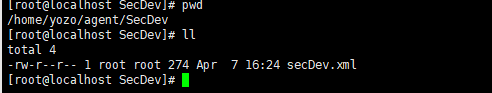 [root@localhost SecDev]# pwd
/home/yozo/agent/SecDev
[root@localhost SecDev]# ll
total 4
-rw-r--r-- 1 root root 274 Apr  7 16:24 secDev.xml
[root@localhost SecDev]#